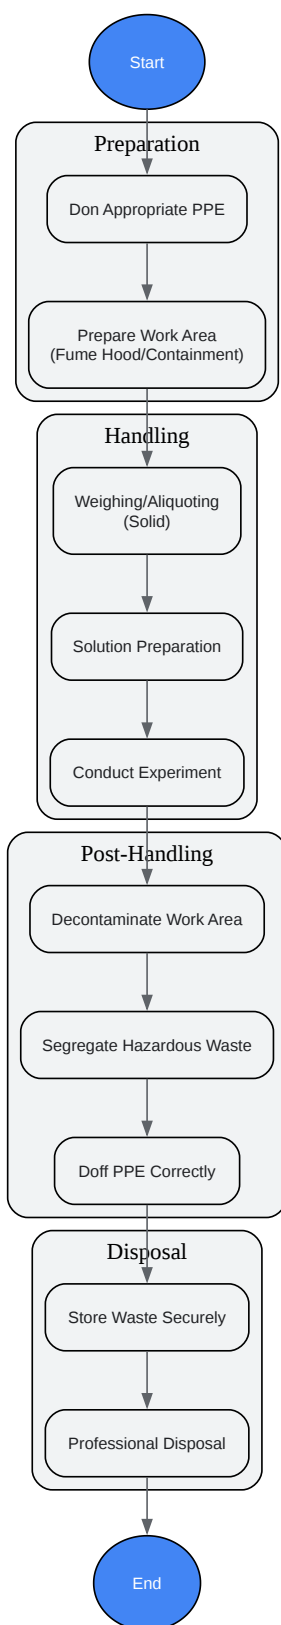 Start
Preparation
Don Appropriate PPE
Prepare Work Area
(Fume Hood/Containment)
Handling
Weighing/Aliquoting
(Solid)
Solution Preparation
Conduct Experiment
Post-Handling
Decontaminate Work Area
Segregate Hazardous Waste
Doff PPE Correctly
Disposal
Store Waste Securely
Professional Disposal
End